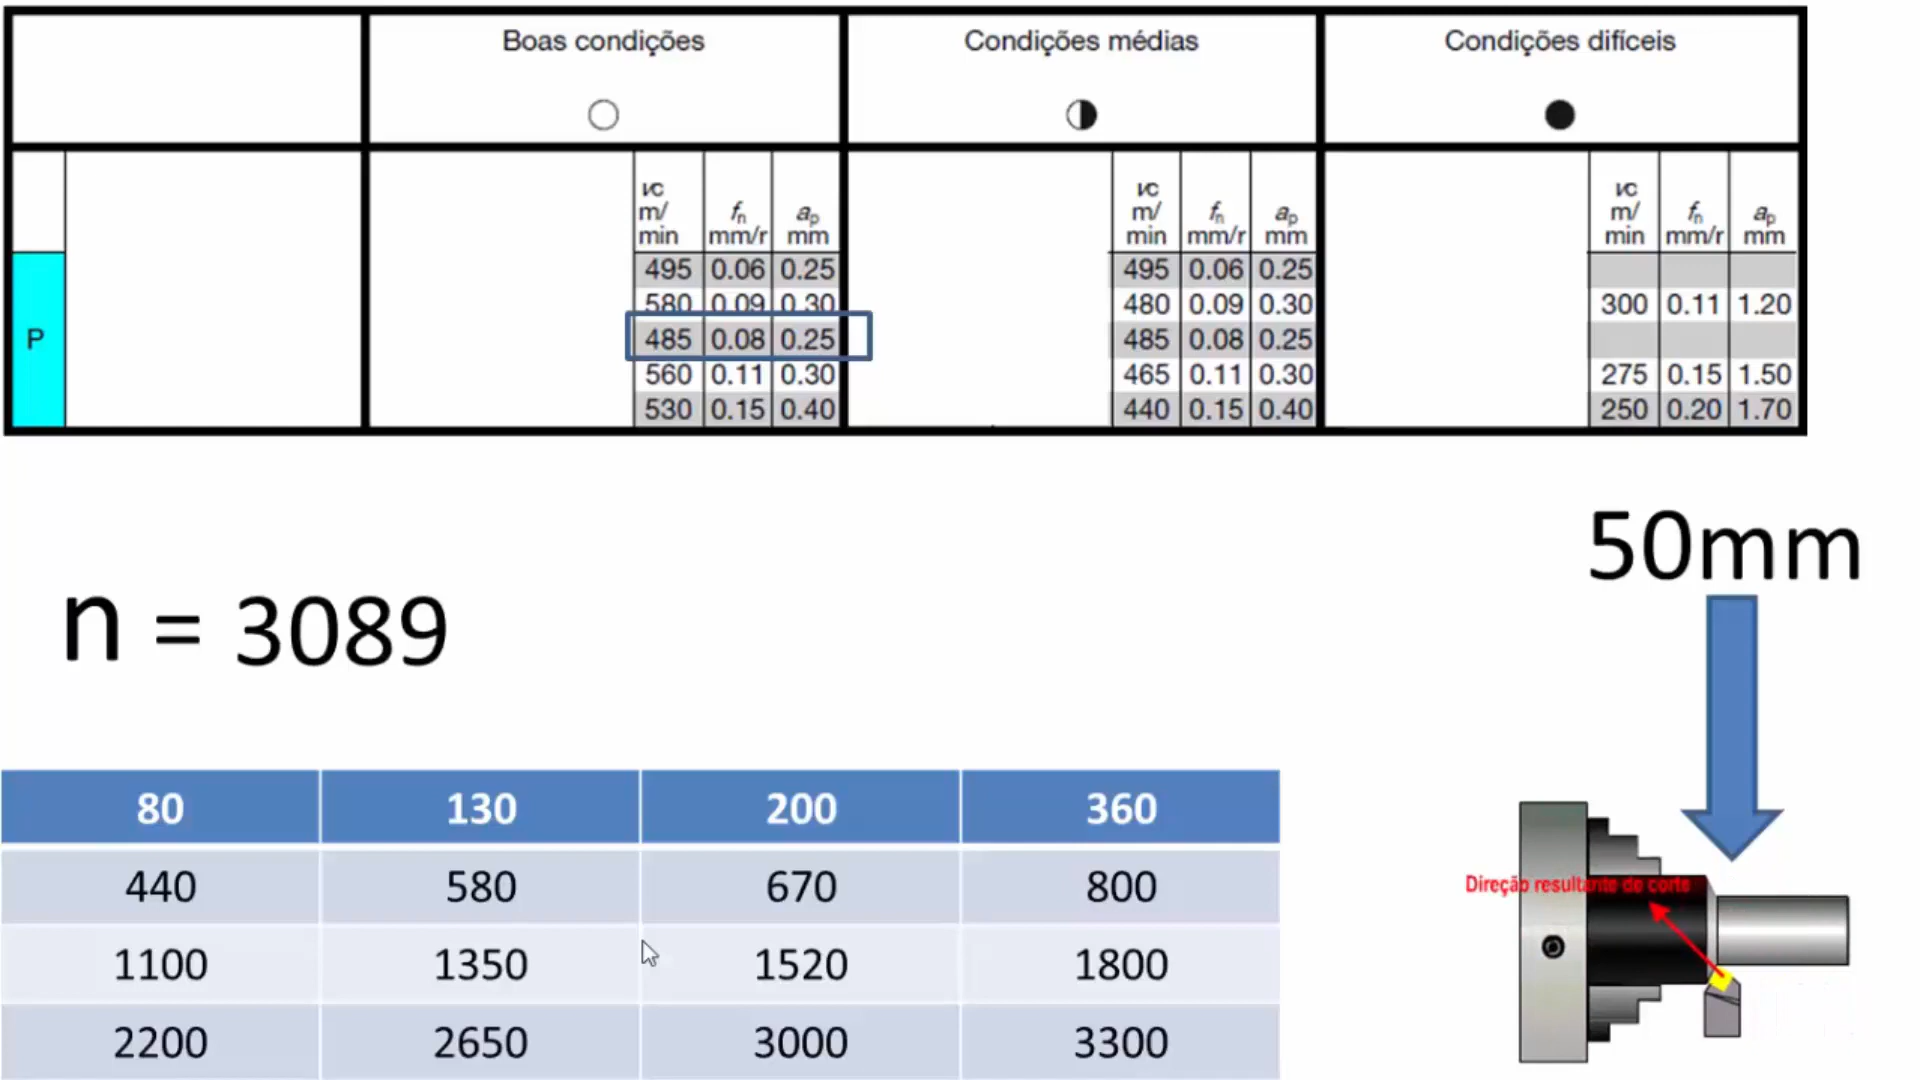 Boas condições
Condições médias
Condições difíceis
vc m/ min fn mm/r ap mm vc m/ min fn mm/r ap mm vc m/ min fn mm/r ap mm
P
495 0.06 0.25 495 0.06 0.25
580 0.09 0.30 480 0.09 0.30 300 0.11 1.20
485 0.08 0.25 485 0.08 0.25
560 0.11 0.30 465 0.11 0.30 275 0.15 1.50
530 0.15 0.40 440 0.15 0.40 250 0.20 1.70
50mm
n = 3089
80 130 200 360
440 580 670 800
1100 1350 1520 1800
2200 2650 3000 3300
Direção resultante de corte